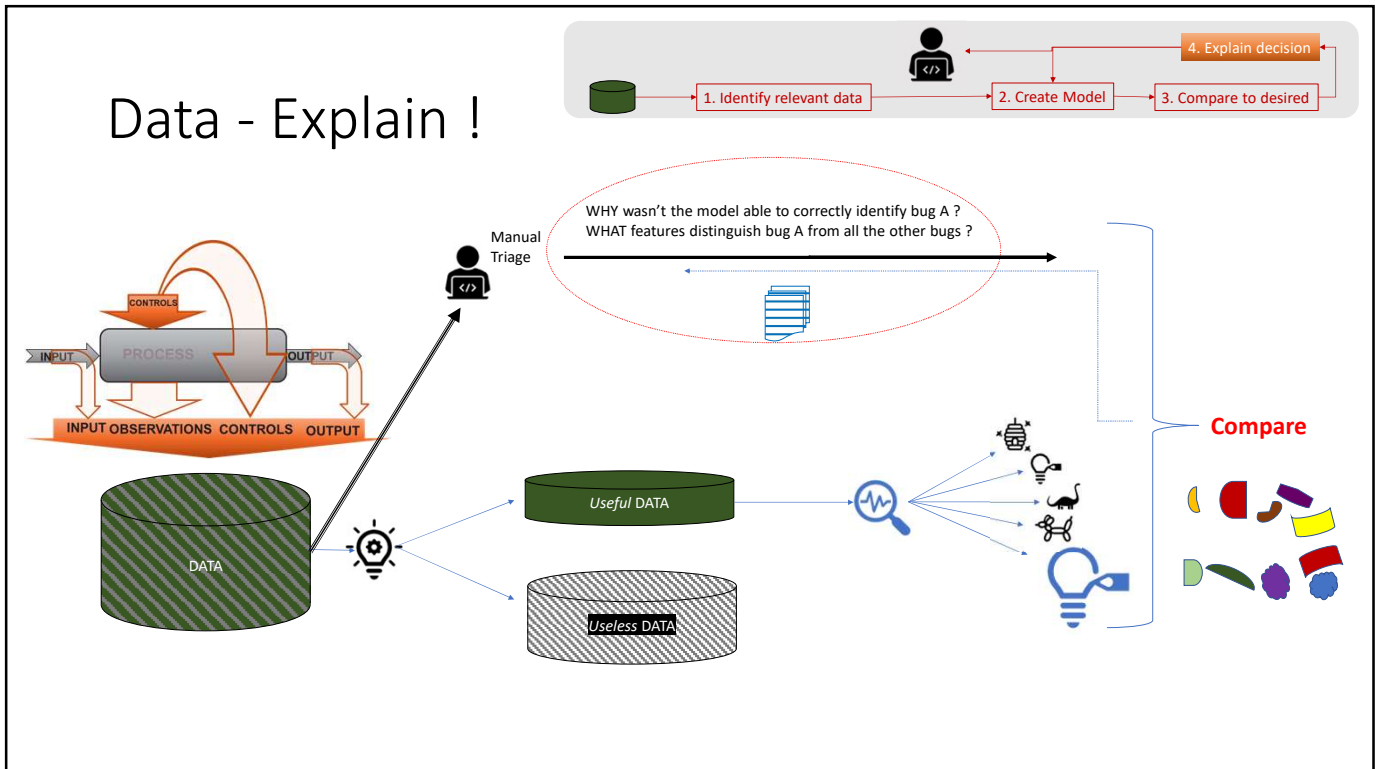 Data - Explain !
1. Identify relevant data
2. Create Model
3. Compare to desired
4. Explain decision
Manual
Triage
WHY wasn't the model able to correctly identify bug A ?
WHAT features distinguish bug A from all the other bugs ?
CONTROLS
INPUT
PROCESS
OUTPUT
INPUT OBSERVATIONS CONTROLS OUTPUT
DATA
Useful DATA
Useless DATA
Compare